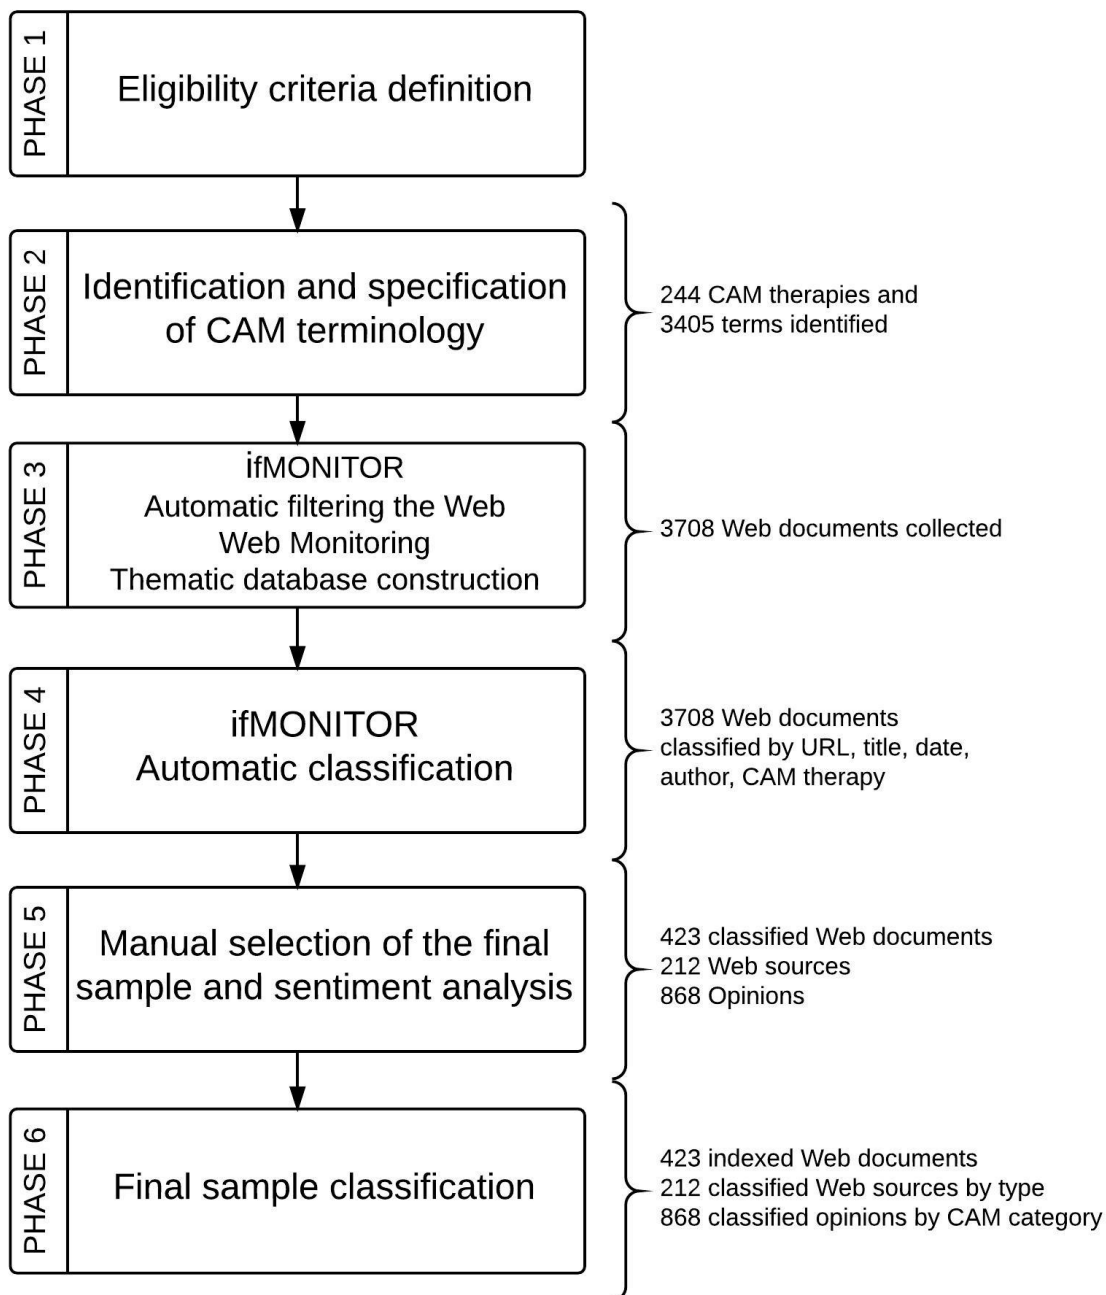 PHASE 1
Eligibility criteria definition
PHASE 2
Identification and specification
of CAM terminology
244 CAM therapies and
3405 terms identified
PHASE 3
ifMONITOR
Automatic filtering the Web
Web Monitoring
Thematic database construction
3708 Web documents collected
PHASE 4
ifMONITOR
Automatic classification
3708 Web documents
classified by URL, title, date,
author, CAM therapy
PHASE 5
Manual selection of the final
sample and sentiment analysis
423 classified Web documents
212 Web sources
868 Opinions
PHASE 6
Final sample classification
423 indexed Web documents
212 classified Web sources by type
868 classified opinions by CAM category